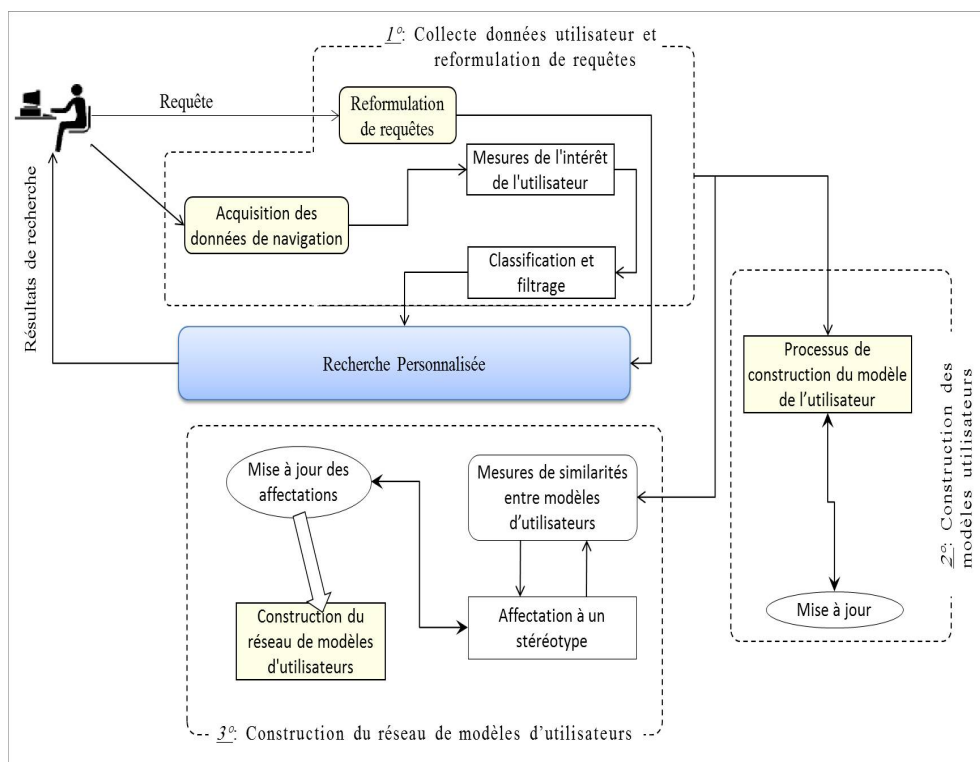 1°: Collecte données utilisateur et
reformulation de requêtes
Requête
Reformulation
de requêtes
Mesures de l'intérêt
de l'utilisateur
Acquisition des
données de navigation
Classification et
filtrage
Résultats de recherche
Recherche Personnalisée
Processus de
construction du modèle
de l’utilisateur
Mise à jour
2°: Construction des
modèles utilisateurs
Mise à jour des
affectations
Mesures de similarités
entre modèles
d’utilisateurs
Construction du
réseau de modèles
d'utilisateurs
Affectation à un
stéréotype
3°: Construction du réseau de modèles d’utilisateurs